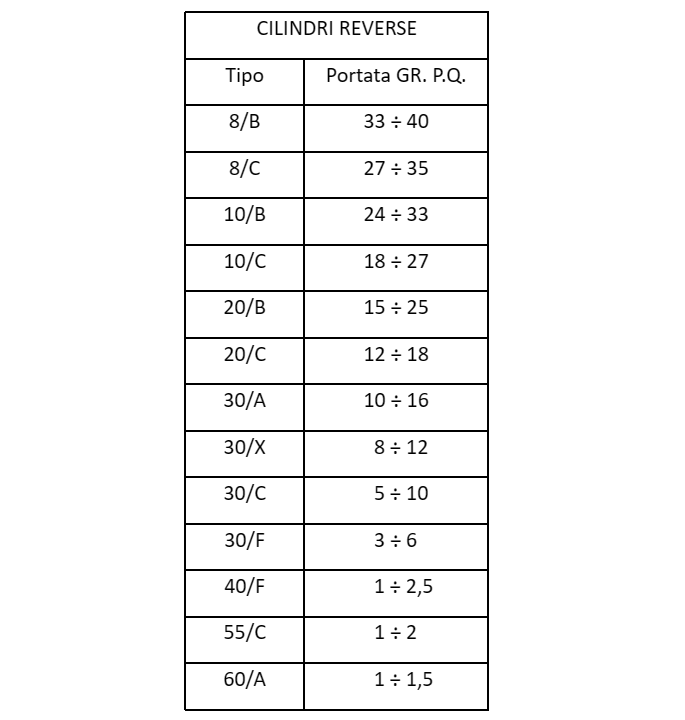 CILINDRI REVERSE
Tipo Portata GR. P.Q.
8/B 33 ÷ 40
8/C 27 ÷ 35
10/B 24 ÷ 33
10/C 18 ÷ 27
20/B 15 ÷ 25
20/C 12 ÷ 18
30/A 10 ÷ 16
30/X 8 ÷ 12
30/C 5 ÷ 10
30/F 3 ÷ 6
40/F 1 ÷ 2,5
55/C 1 ÷ 2
60/A 1 ÷ 1,5